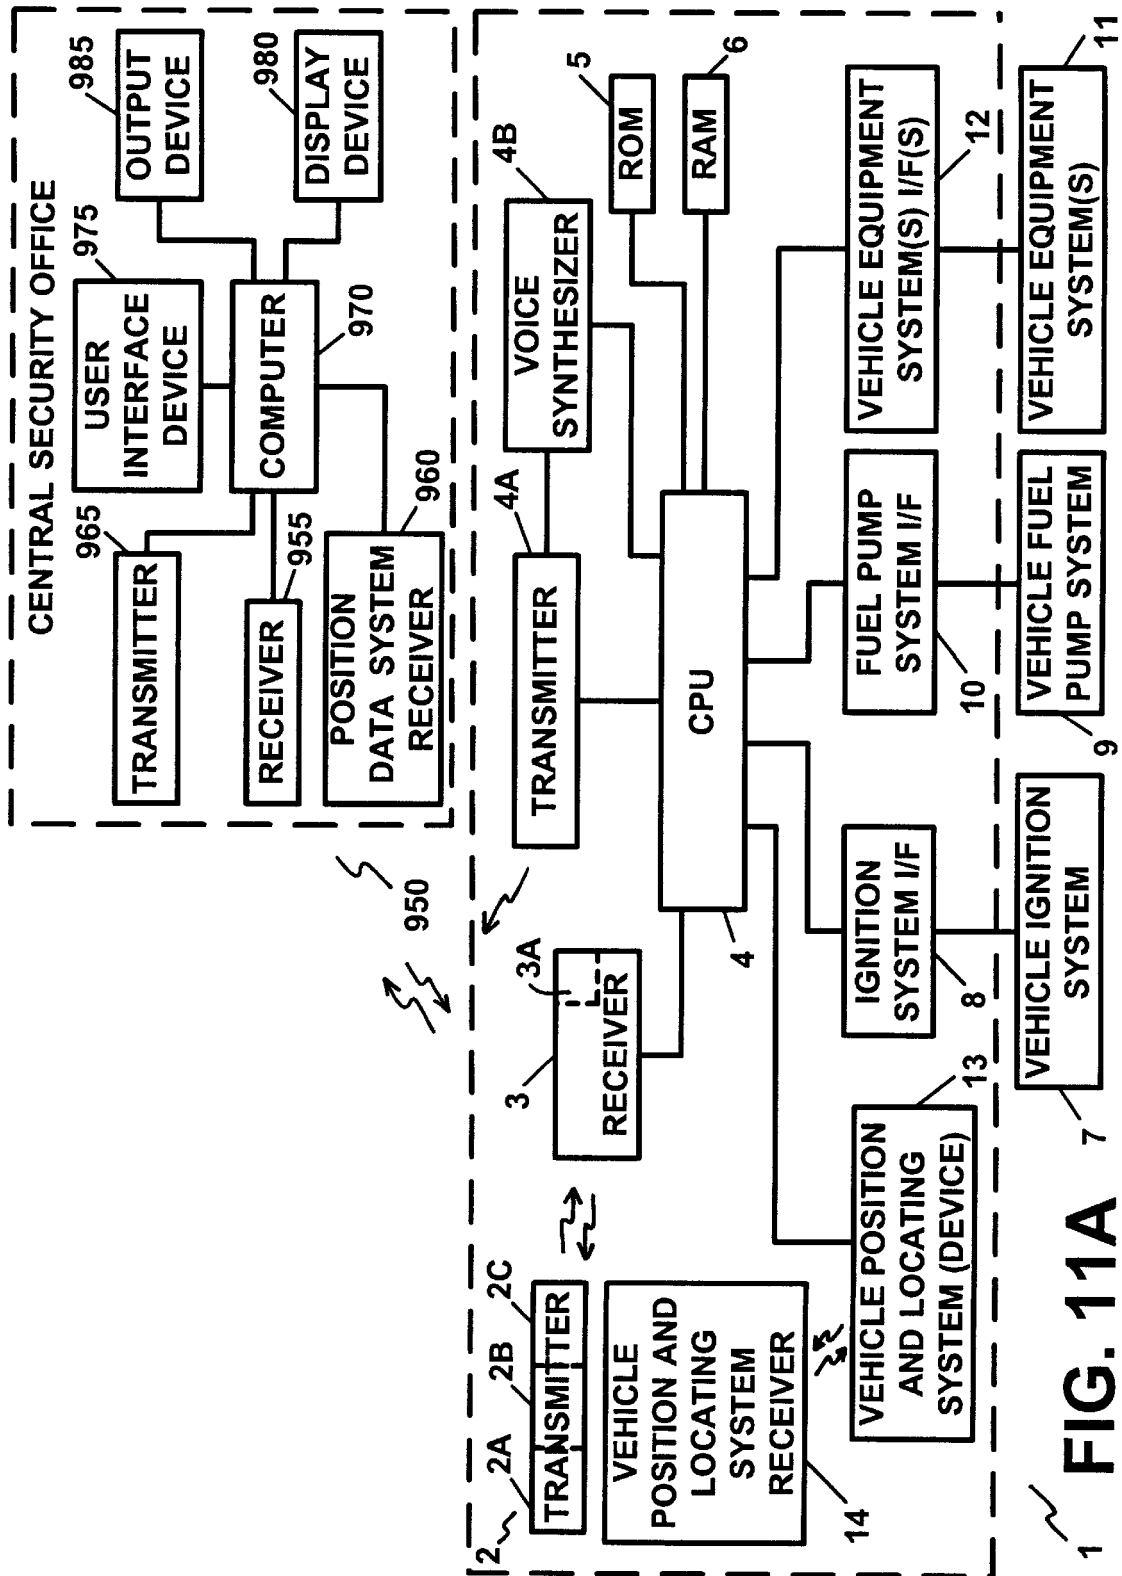 CENTRAL SECURITY OFFICE
965
TRANSMITTER
975
USER
INTERFACE
DEVICE
985
OUTPUT
DEVICE
RECEIVER
955
COMPUTER
970
980
DISPLAY
DEVICE
POSITION
DATA SYSTEM
RECEIVER
960
950
2
2A
2B
2C
TRANSMITTER
3
3A
RECEIVER
4A
TRANSMITTER
4B
VOICE
SYNTHESIZER
5
ROM
6
RAM
VEHICLE
POSITION AND
LOCATING
SYSTEM
RECEIVER
14
CPU
4
VEHICLE POSITION
AND LOCATING
SYSTEM (DEVICE)
13
IGNITION
SYSTEM I/F
8
FUEL PUMP
SYSTEM I/F
10
VEHICLE EQUIPMENT
SYSTEM(S) I/F(S)
12
VEHICLE IGNITION
SYSTEM
7
VEHICLE FUEL
PUMP SYSTEM
9
VEHICLE EQUIPMENT
SYSTEM(S)
11
1
FIG. 11A